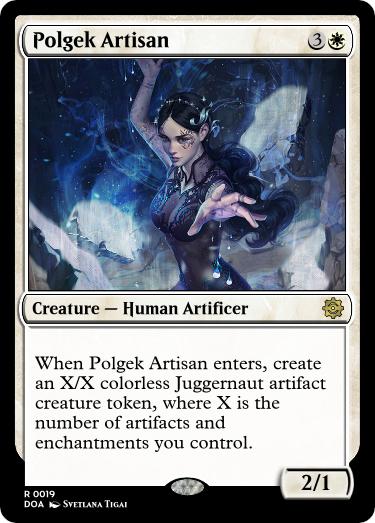 Polgek Artisan 3
Creature — Human Artificer
When Polgek Artisan enters, create
an X/X colorless Juggernaut artifact
creature token, where X is the
number of artifacts and
enchantments you control.
2/1
R 0019
DOA Svetlana Tigai